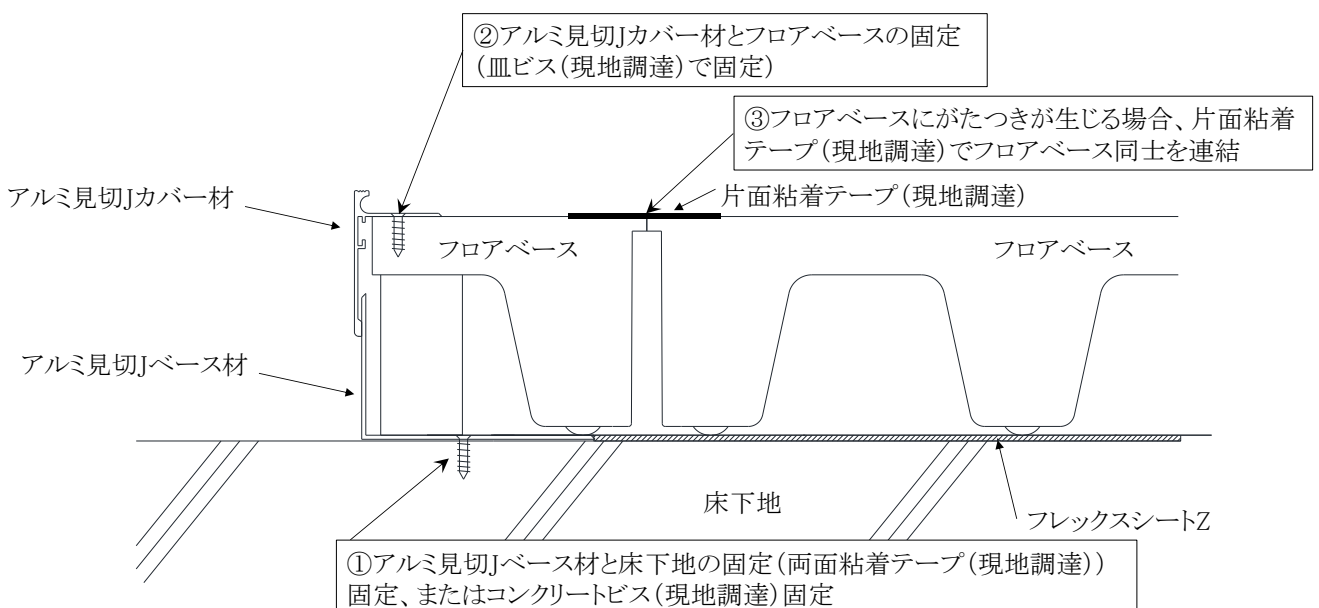 ②アルミ見切Jカバー材とフロアベースの固定
(皿ビス(現地調達)で固定)
③フロアベースにがたつきが生じる場合、片面粘着
テープ(現地調達)でフロアベース同士を連結
片面粘着テープ(現地調達)
アルミ見切Jカバー材
フロアベース
フロアベース
アルミ見切Jベース材
床下地
フレックスシートZ
①アルミ見切Jベース材と床下地の固定(両面粘着テープ(現地調達))
固定、またはコンクリートビス(現地調達)固定